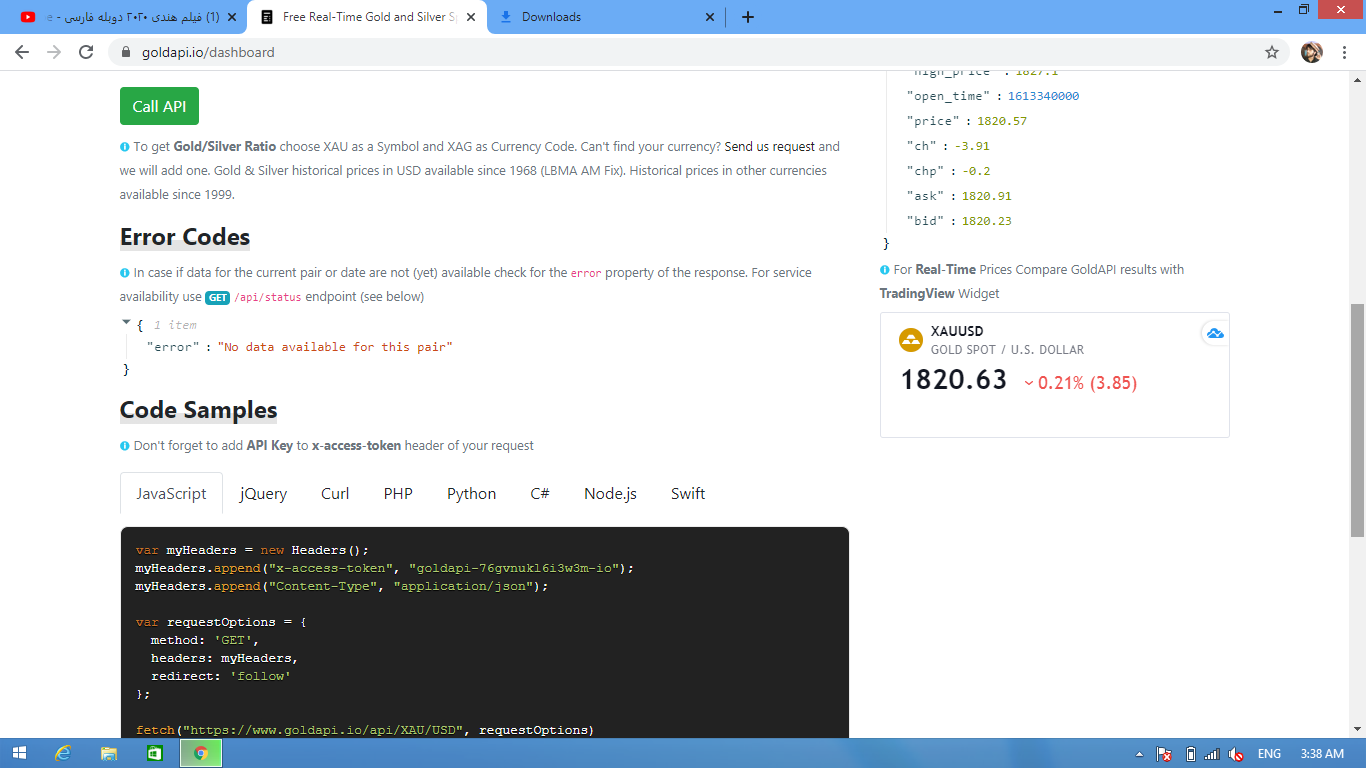 (1) فیلم هندی ۲۰۲۰ دوبله فارسی - e
Free Real-Time Gold and Silver S
Downloads
goldapi.io/dashboard
Call API
To get Gold/Silver Ratio choose XAU as a Symbol and XAG as Currency Code. Can't find your currency? Send us request and
we will add one. Gold & Silver historical prices in USD available since 1968 (LBMA AM Fix). Historical prices in other currencies
available since 1999.
Error Codes
In case if data for the current pair or date are not (yet) available check for the error property of the response. For service
availability use GET /api/status endpoint (see below)
{ 1 item
"error" : "No data available for this pair"
}
Code Samples
Don't forget to add API Key to x-access-token header of your request
JavaScript jQuery Curl PHP Python C# Node.js Swift
var myHeaders = new Headers();
myHeaders.append("x-access-token", "goldapi-76gvnukl6i3w3m-io");
myHeaders.append("Content-Type", "application/json");
var requestOptions = {
method: 'GET',
headers: myHeaders,
redirect: 'follow'
};
fetch("https://www.goldapi.io/api/XAU/USD", requestOptions)
"high_price" : 1827.1
"open_time" : 1613340000
"price" : 1820.57
"ch" : -3.91
"chp" : -0.2
"ask" : 1820.91
"bid" : 1820.23
}
For Real-Time Prices Compare GoldAPI results with
TradingView Widget
XAUUSD
GOLD SPOT / U.S. DOLLAR
1820.63 0.21% (3.85)
ENG 3:38 AM